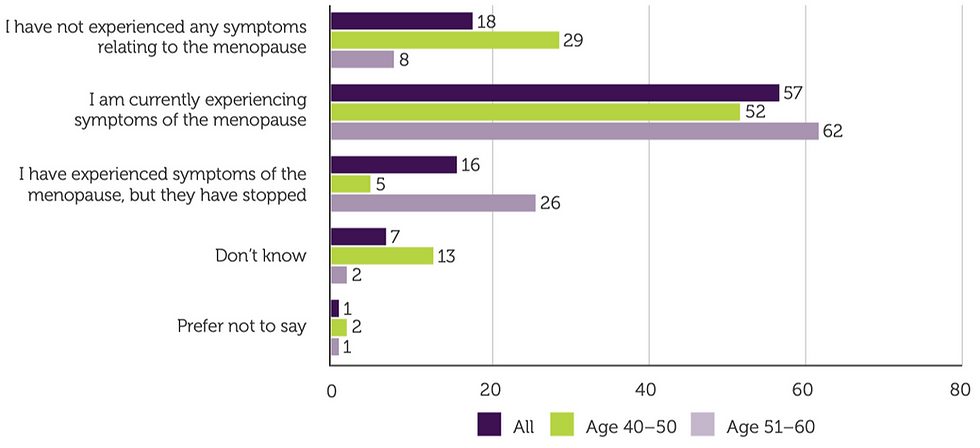 I have not experienced any symptoms
relating to the menopause
18
29
8
I am currently experiencing
symptoms of the menopause
57
52
62
I have experienced symptoms of the
menopause, but they have stopped
16
5
26
Don’t know
7
13
2
Prefer not to say
1
2
1
0 20 40 60 80
All Age 40–50 Age 51–60